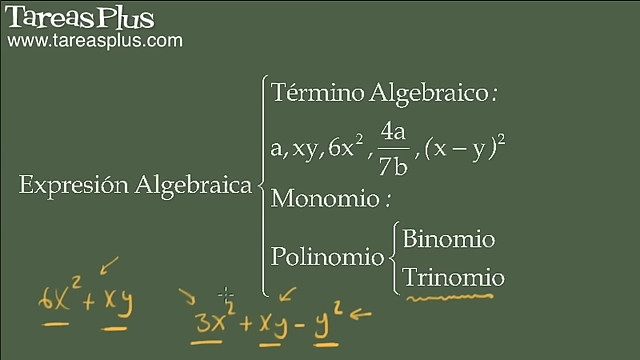 TareasPlus
www.tareasplus.com
Término Algebraico:
a, xy, 6x², 4a/7b, (x – y)²
Expresión Algebraica
Monomio:
Polinomio
Binomio
Trinomio
6x² + xy
3x² + xy - y²